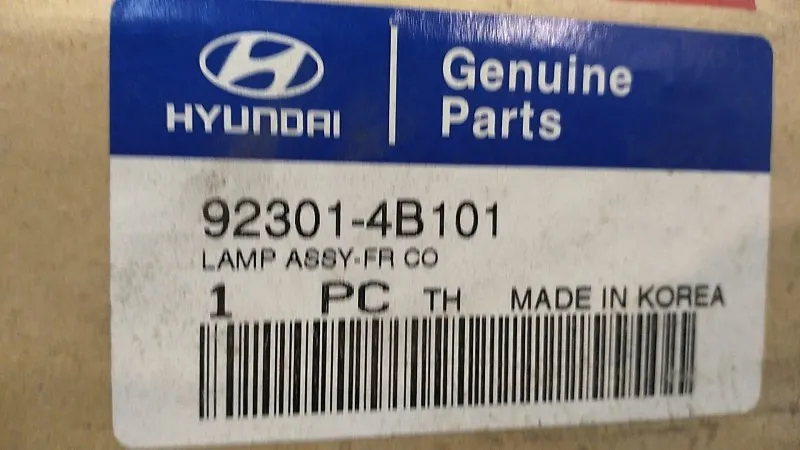 HYUNDAI
Genuine
Parts
92301-4B101
LAMP ASSY-FR CO
1 PC TH MADE IN KOREA